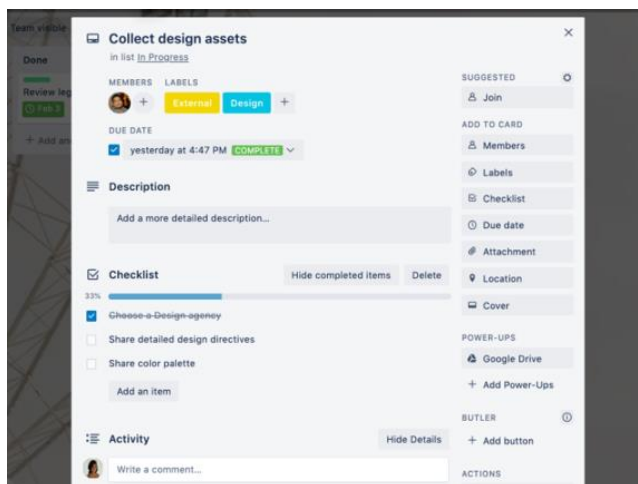 Team visible
Done
Review leg
Feb 3
+ Add an
Collect design assets
in list In Progress
MEMBERS
LABELS
+
External
Design
+
DUE DATE
yesterday at 4:47 PM COMPLETE
Description
Add a more detailed description...
Checklist
Hide completed items
Delete
33%
Choose a Design agency
Share detailed design directives
Share color palette
Add an item
Activity
Hide Details
Write a comment...
SUGGESTED
Join
ADD TO CARD
Members
Labels
Checklist
Due date
Attachment
Location
Cover
POWER-UPS
Google Drive
+ Add Power-Ups
BUTLER
+ Add button
ACTIONS